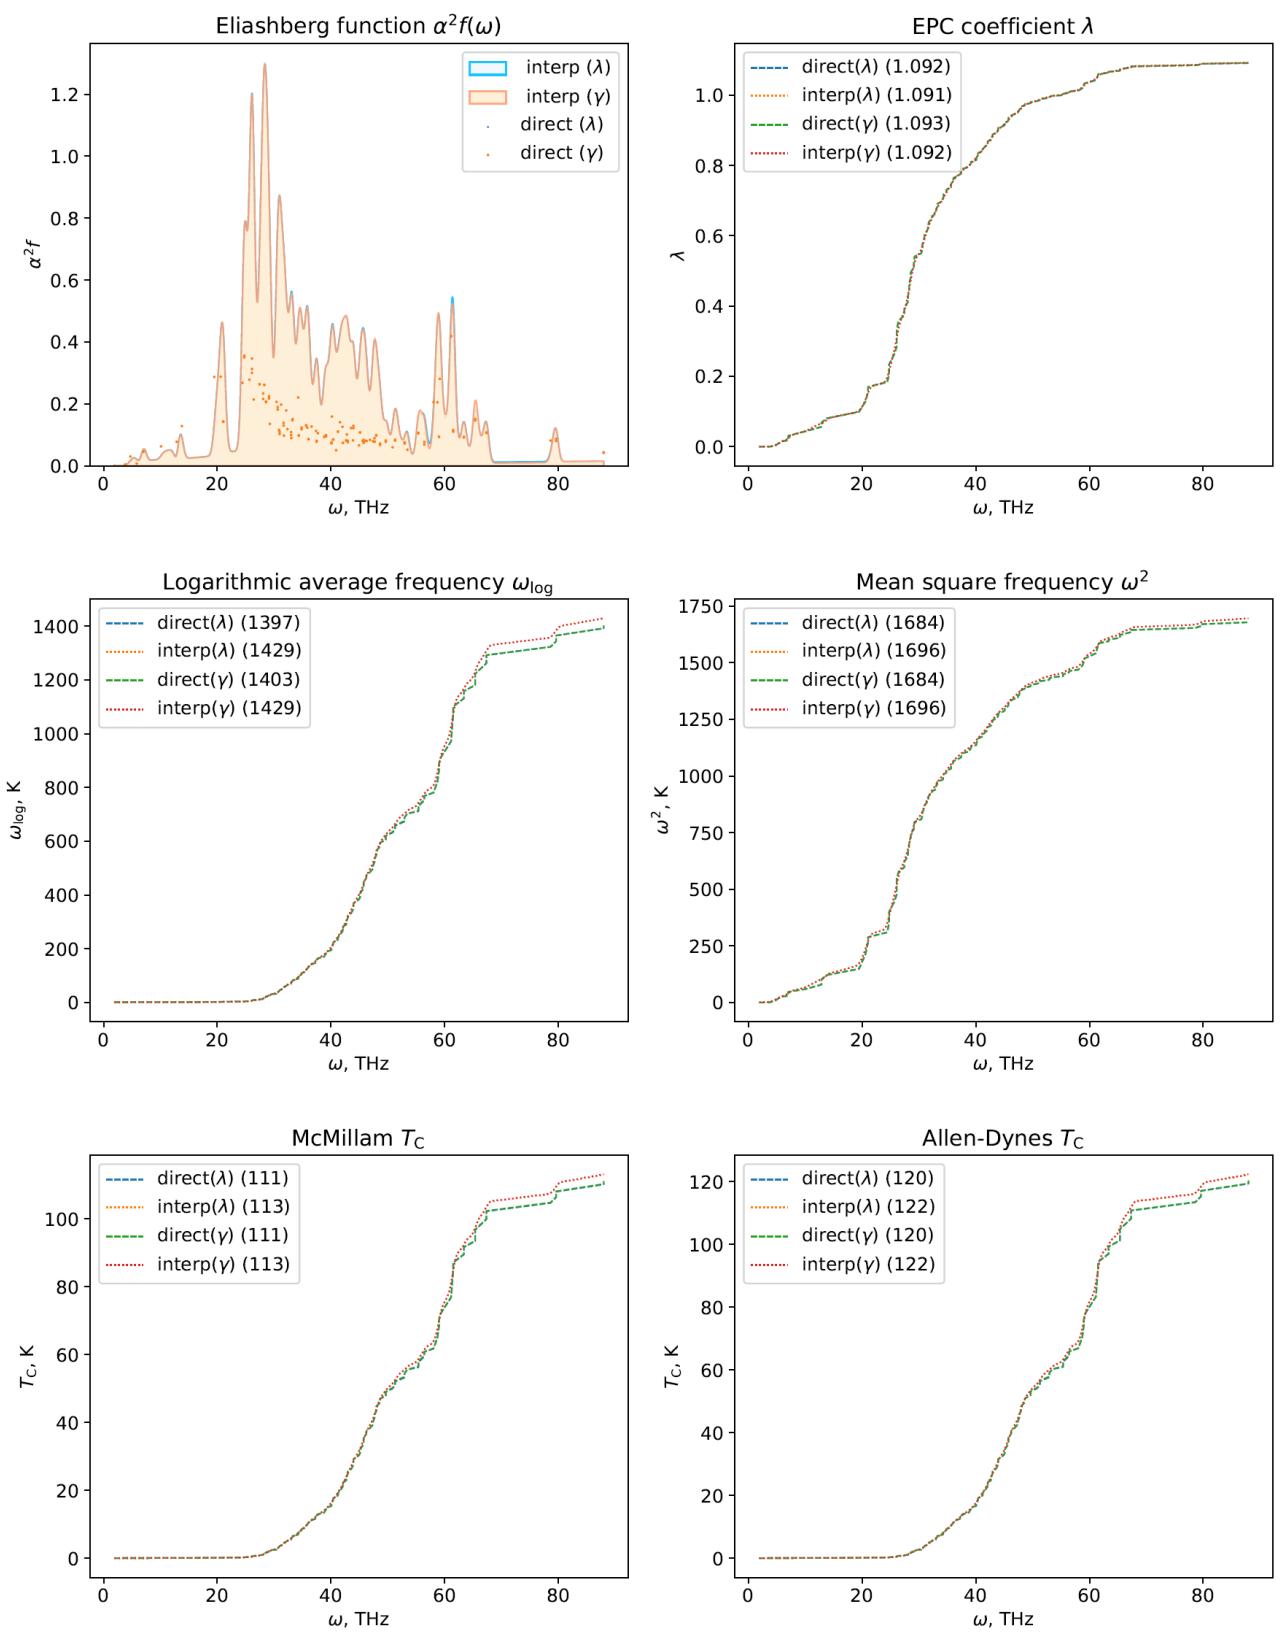 Eliashberg function α²f(ω)
interp (λ)
interp (γ)
direct (λ)
direct (γ)
1.2
1.0
0.8
0.6
0.4
0.2
0.0
α²f
0 20 40 60 80
ω, THz
EPC coefficient λ
direct(λ) (1.092)
interp(λ) (1.091)
direct(γ) (1.093)
interp(γ) (1.092)
1.0
0.8
0.6
0.4
0.2
0.0
λ
0 20 40 60 80
ω, THz
Logarithmic average frequency ωlog
direct(λ) (1397)
interp(λ) (1429)
direct(γ) (1403)
interp(γ) (1429)
1400
1200
1000
800
600
400
200
0
ωlog, K
0 20 40 60 80
ω, THz
Mean square frequency ω²
direct(λ) (1684)
interp(λ) (1696)
direct(γ) (1684)
interp(γ) (1696)
1750
1500
1250
1000
750
500
250
0
ω², K
0 20 40 60 80
ω, THz
McMillam TC
direct(λ) (111)
interp(λ) (113)
direct(γ) (111)
interp(γ) (113)
100
80
60
40
20
0
TC, K
0 20 40 60 80
ω, THz
Allen-Dynes TC
direct(λ) (120)
interp(λ) (122)
direct(γ) (120)
interp(γ) (122)
120
100
80
60
40
20
0
TC, K
0 20 40 60 80
ω, THz